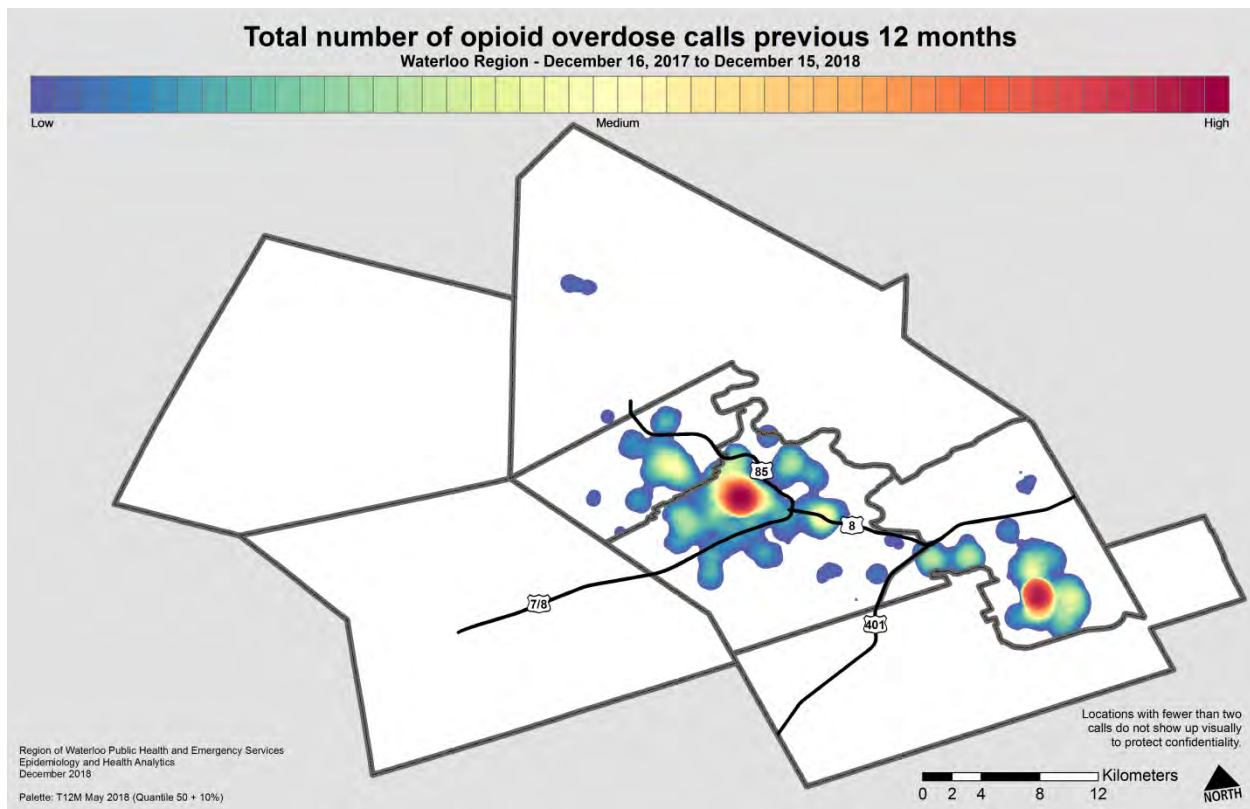 Total number of opioid overdose calls previous 12 months
Waterloo Region - December 16, 2017 to December 15, 2018
Low Medium High
85
8
7/8
401
Locations with fewer than two
calls do not show up visually
to protect confidentiality.
Region of Waterloo Public Health and Emergency Services
Epidemiology and Health Analytics
December 2018
Palette: T12M May 2018 (Quantile 50 + 10%)
Kilometers
0 2 4 8 12
NORTH